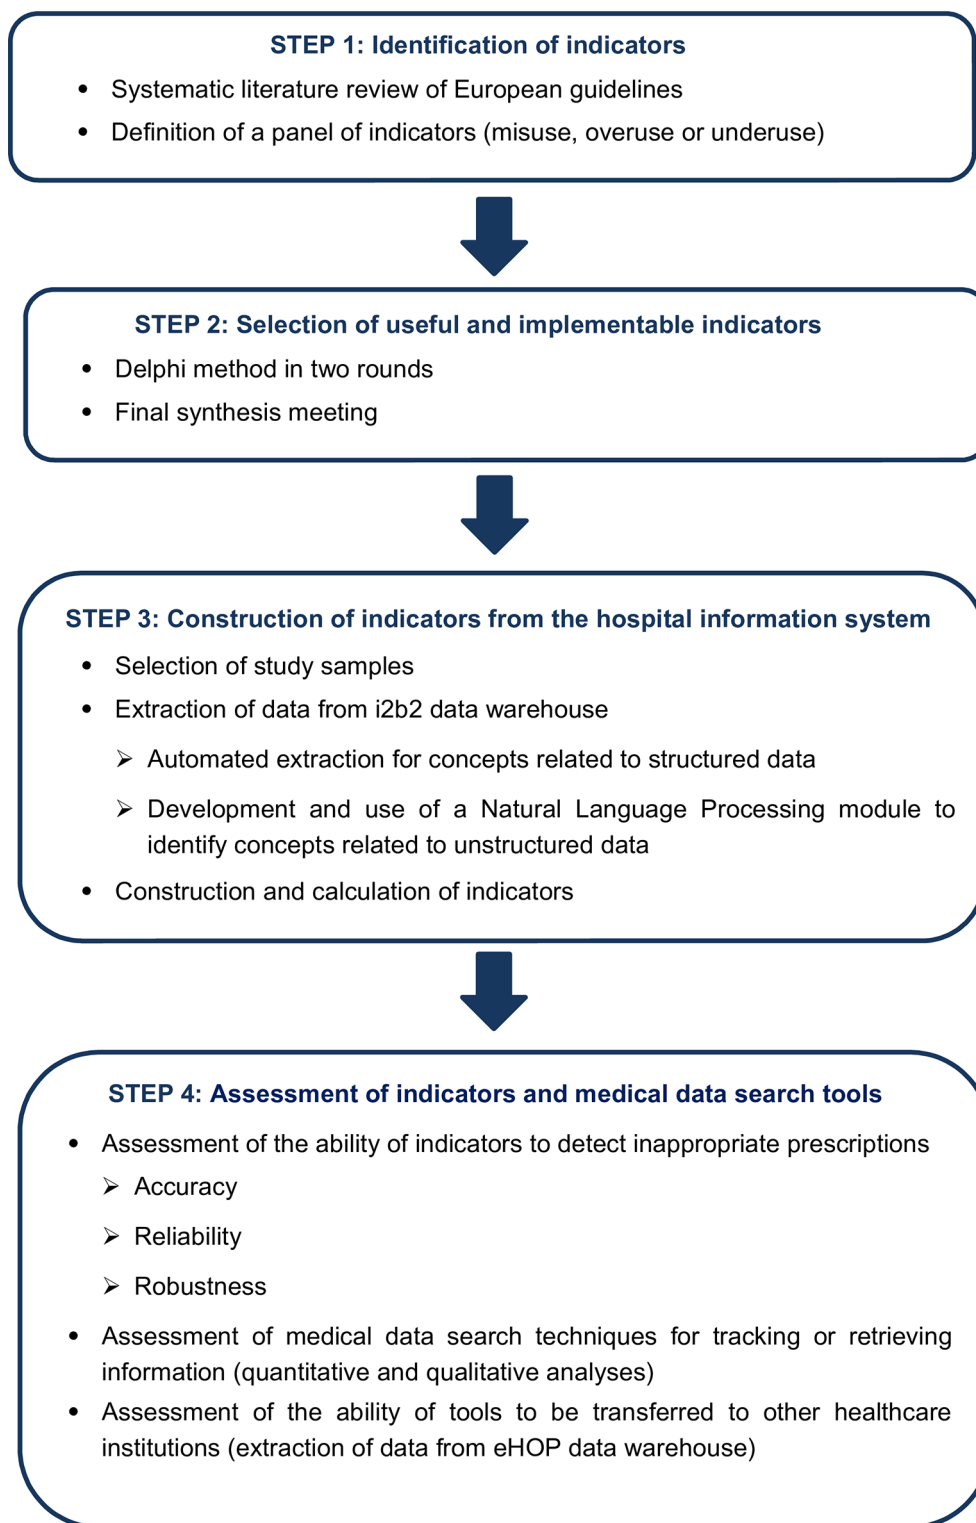 STEP 1: Identification of indicators
• Systematic literature review of European guidelines
• Definition of a panel of indicators (misuse, overuse or underuse)
STEP 2: Selection of useful and implementable indicators
• Delphi method in two rounds
• Final synthesis meeting
STEP 3: Construction of indicators from the hospital information system
• Selection of study samples
• Extraction of data from i2b2 data warehouse
➢ Automated extraction for concepts related to structured data
➢ Development and use of a Natural Language Processing module to
identify concepts related to unstructured data
• Construction and calculation of indicators
STEP 4: Assessment of indicators and medical data search tools
• Assessment of the ability of indicators to detect inappropriate prescriptions
➢ Accuracy
➢ Reliability
➢ Robustness
• Assessment of medical data search techniques for tracking or retrieving
information (quantitative and qualitative analyses)
• Assessment of the ability of tools to be transferred to other healthcare
institutions (extraction of data from eHOP data warehouse)